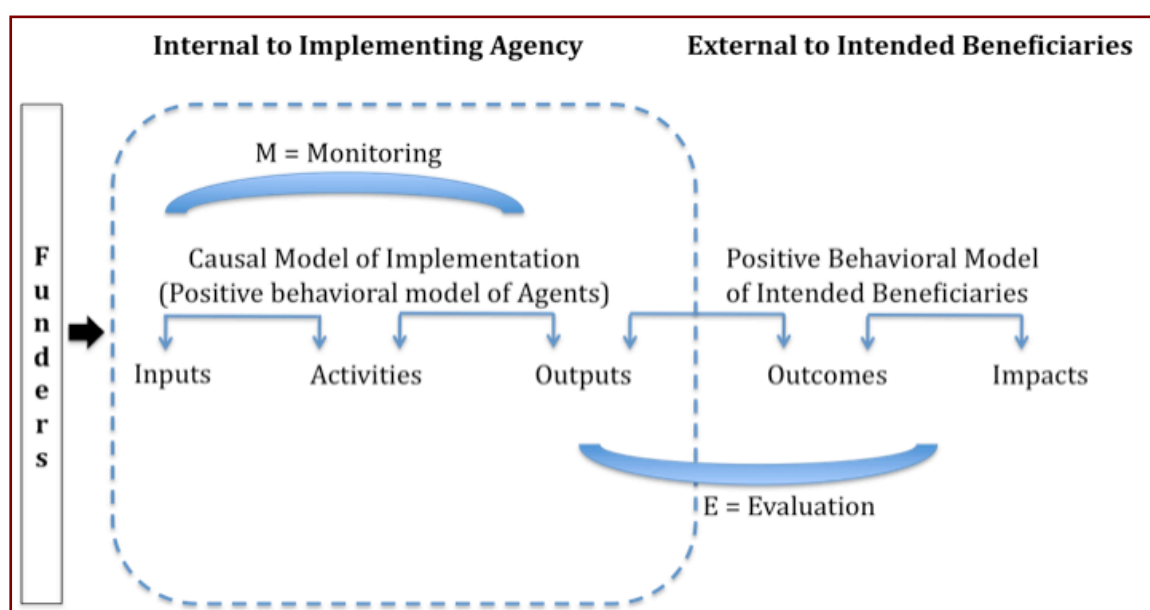 Internal to Implementing Agency
External to Intended Beneficiaries
Funders
M = Monitoring
Causal Model of Implementation
(Positive behavioral model of Agents)
Positive Behavioral Model
of Intended Beneficiaries
Inputs
Activities
Outputs
Outcomes
Impacts
E = Evaluation